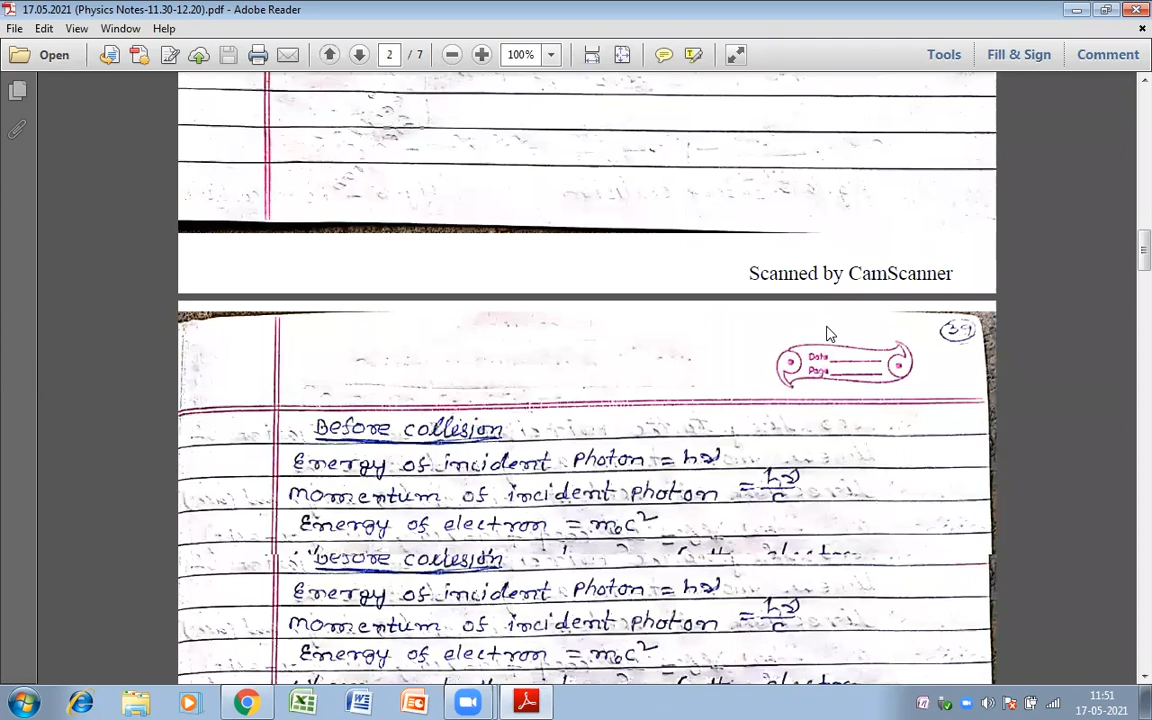 17.05.2021 (Physics Notes-11.30-12.20).pdf - Adobe Reader
File Edit View Window Help
Open 2 / 7 100% Tools Fill & Sign Comment
Scanned by CamScanner
39
Date
Page
Before collision
Energy of incident Photon = hν
Momentum of incident photon = hν/c
Energy of electron = m₀c²
Before collision
Energy of incident Photon = hν
Momentum of incident photon = hν/c
Energy of electron = m₀c²
11:51
17-05-2021